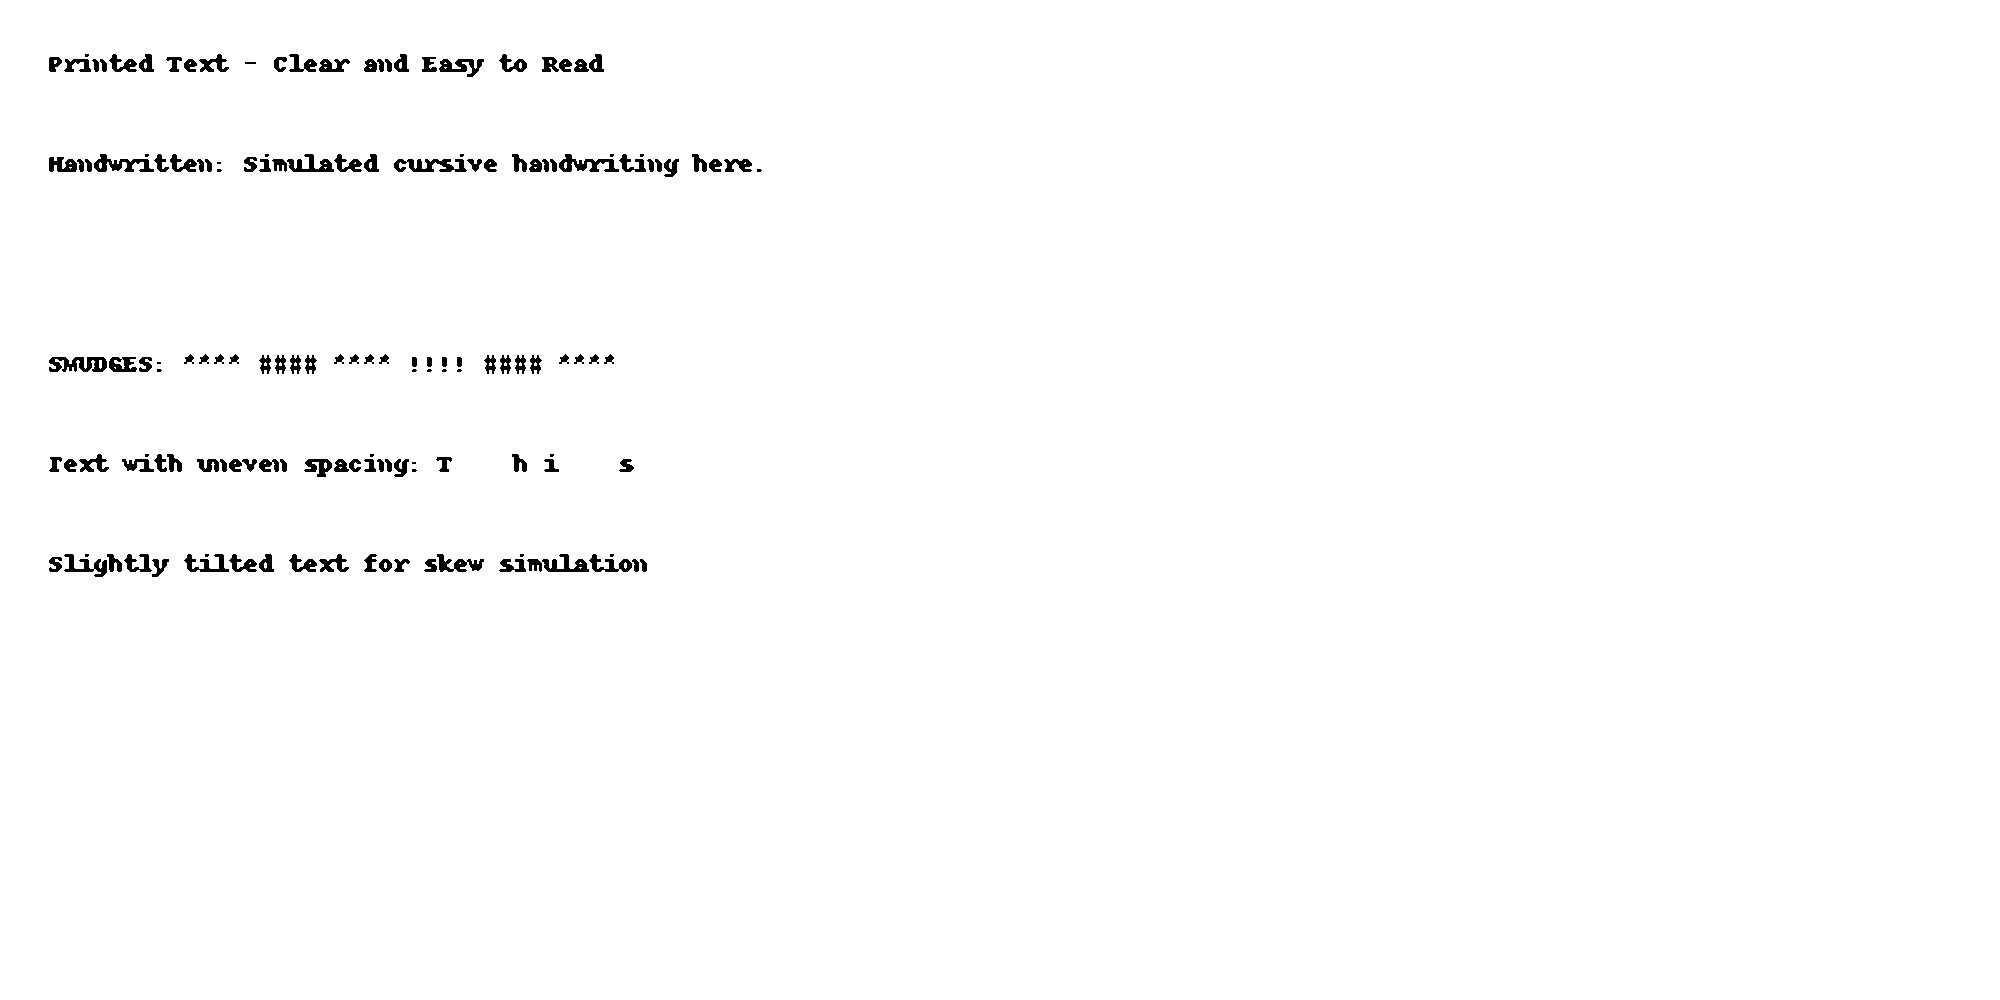 Printed Text - Clear and Easy to Read
Handwritten: Simulated cursive handwriting here.
SMUDGES: **** #### **** !!!! #### ****
Text with uneven spacing: T    h i    s
Slightly tilted text for skew simulation